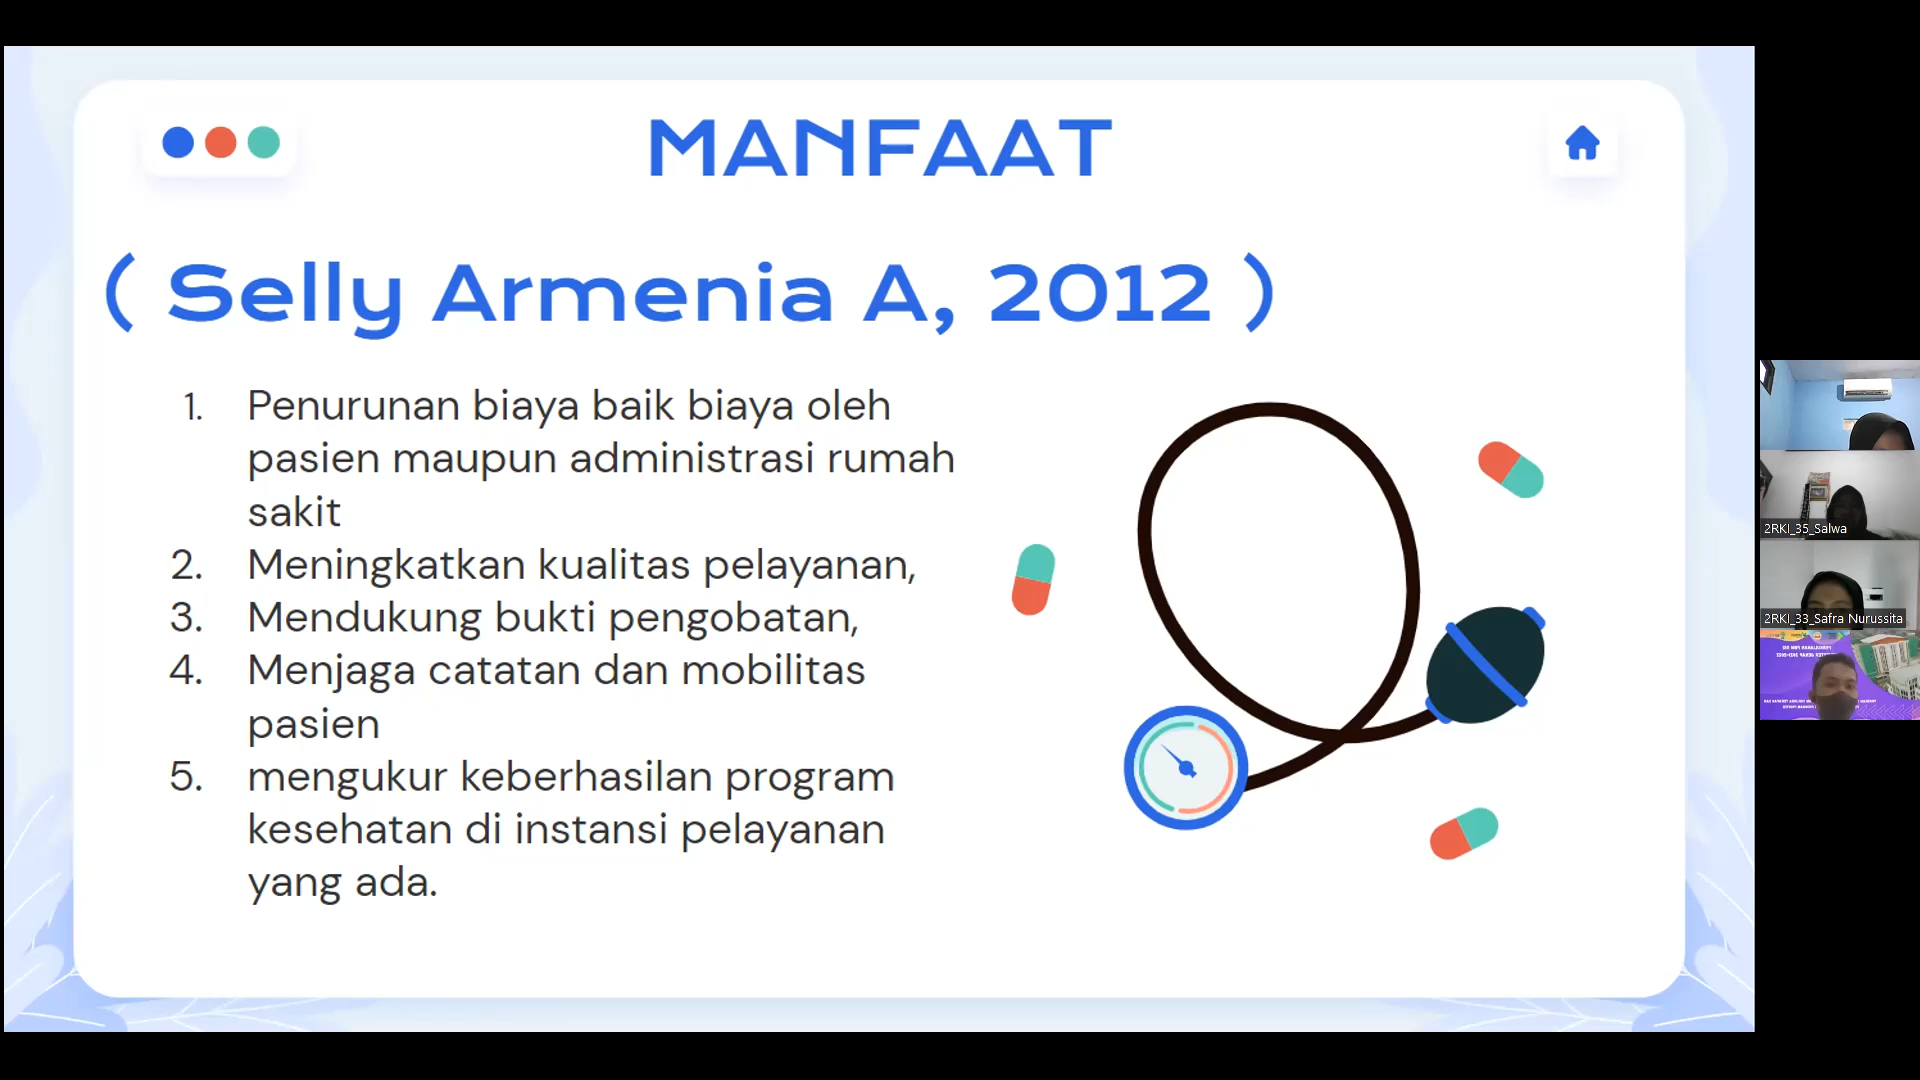 MANFAAT
( Selly Armenia A, 2012 )
1. Penurunan biaya baik biaya oleh
pasien maupun administrasi rumah
sakit
2. Meningkatkan kualitas pelayanan,
3. Mendukung bukti pengobatan,
4. Menjaga catatan dan mobilitas
pasien
5. mengukur keberhasilan program
kesehatan di instansi pelayanan
yang ada.
2RKI_35_Salwa
2RKI_33_Safra Nurussita